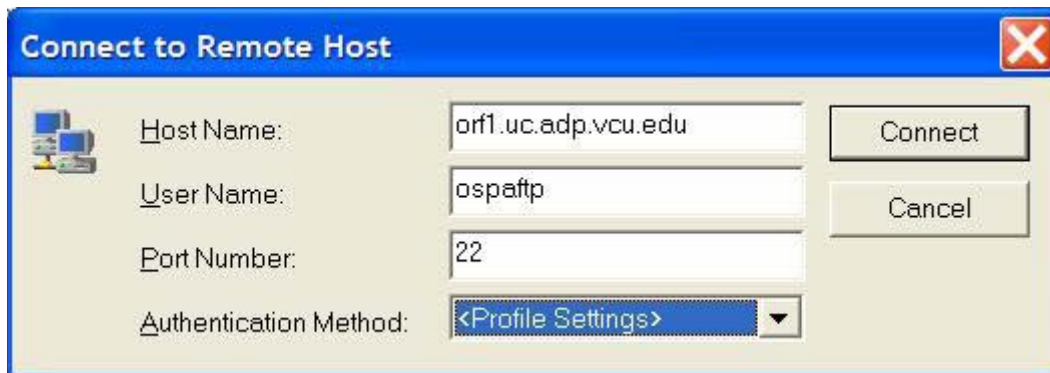 Connect to Remote Host
Host Name: orf1.uc.adp.vcu.edu Connect
User Name: ospaftp Cancel
Port Number: 22
Authentication Method: <Profile Settings>